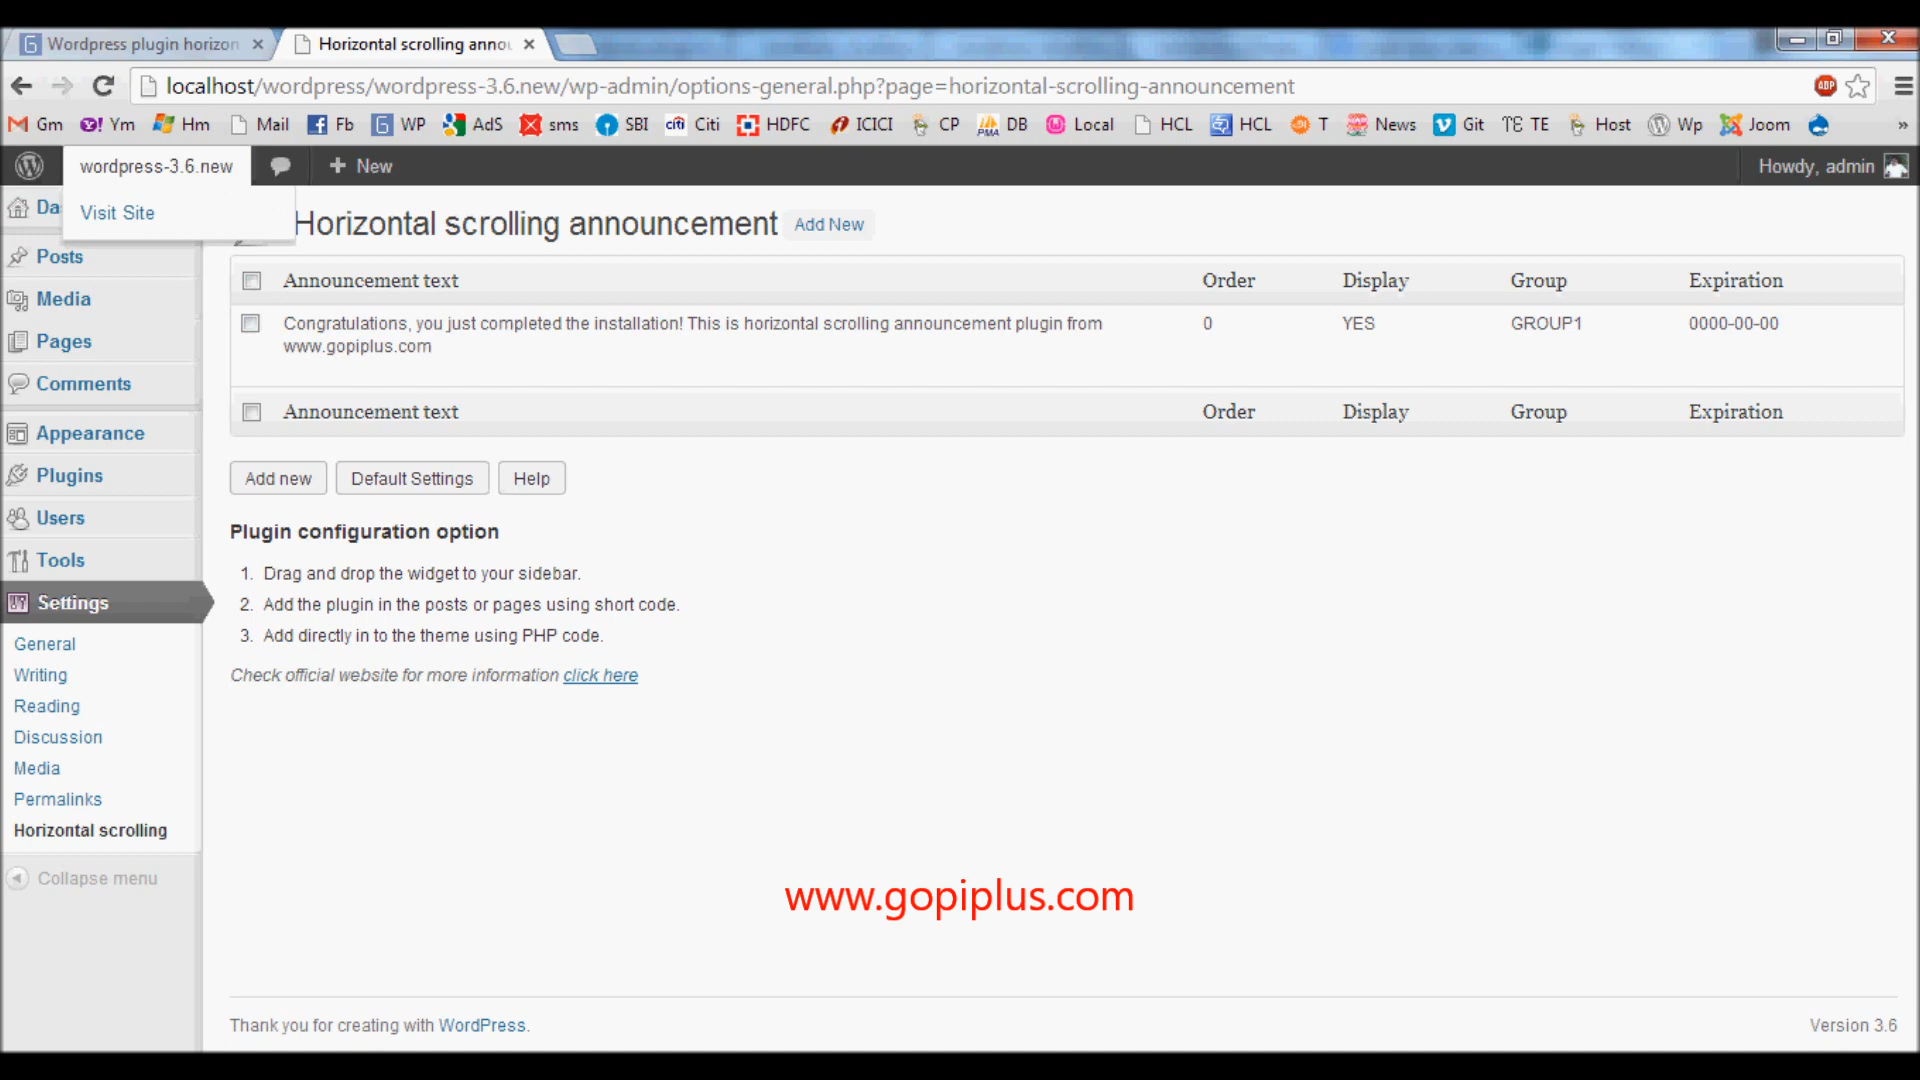 Wordpress plugin horizon
Horizontal scrolling annou
localhost/wordpress/wordpress-3.6.new/wp-admin/options-general.php?page=horizontal-scrolling-announcement
ABP
Gm Ym Hm Mail Fb WP AdS sms SBI citi Citi HDFC ICICI CP PMA DB Local HCL HCL T News Git TE TE Host Wp Joom »
wordpress-3.6.new
+ New
Howdy, admin
Da
Visit Site
Horizontal scrolling announcement Add New
Posts
Media
Pages
Comments
Appearance
Plugins
Users
Tools
Settings
General
Writing
Reading
Discussion
Media
Permalinks
Horizontal scrolling
Collapse menu
Announcement text Order Display Group Expiration
Congratulations, you just completed the installation! This is horizontal scrolling announcement plugin from 0 YES GROUP1 0000-00-00
www.gopiplus.com
Announcement text Order Display Group Expiration
Add new Default Settings Help
Plugin configuration option
1. Drag and drop the widget to your sidebar.
2. Add the plugin in the posts or pages using short code.
3. Add directly in to the theme using PHP code.
Check official website for more information click here
www.gopiplus.com
Thank you for creating with WordPress.
Version 3.6